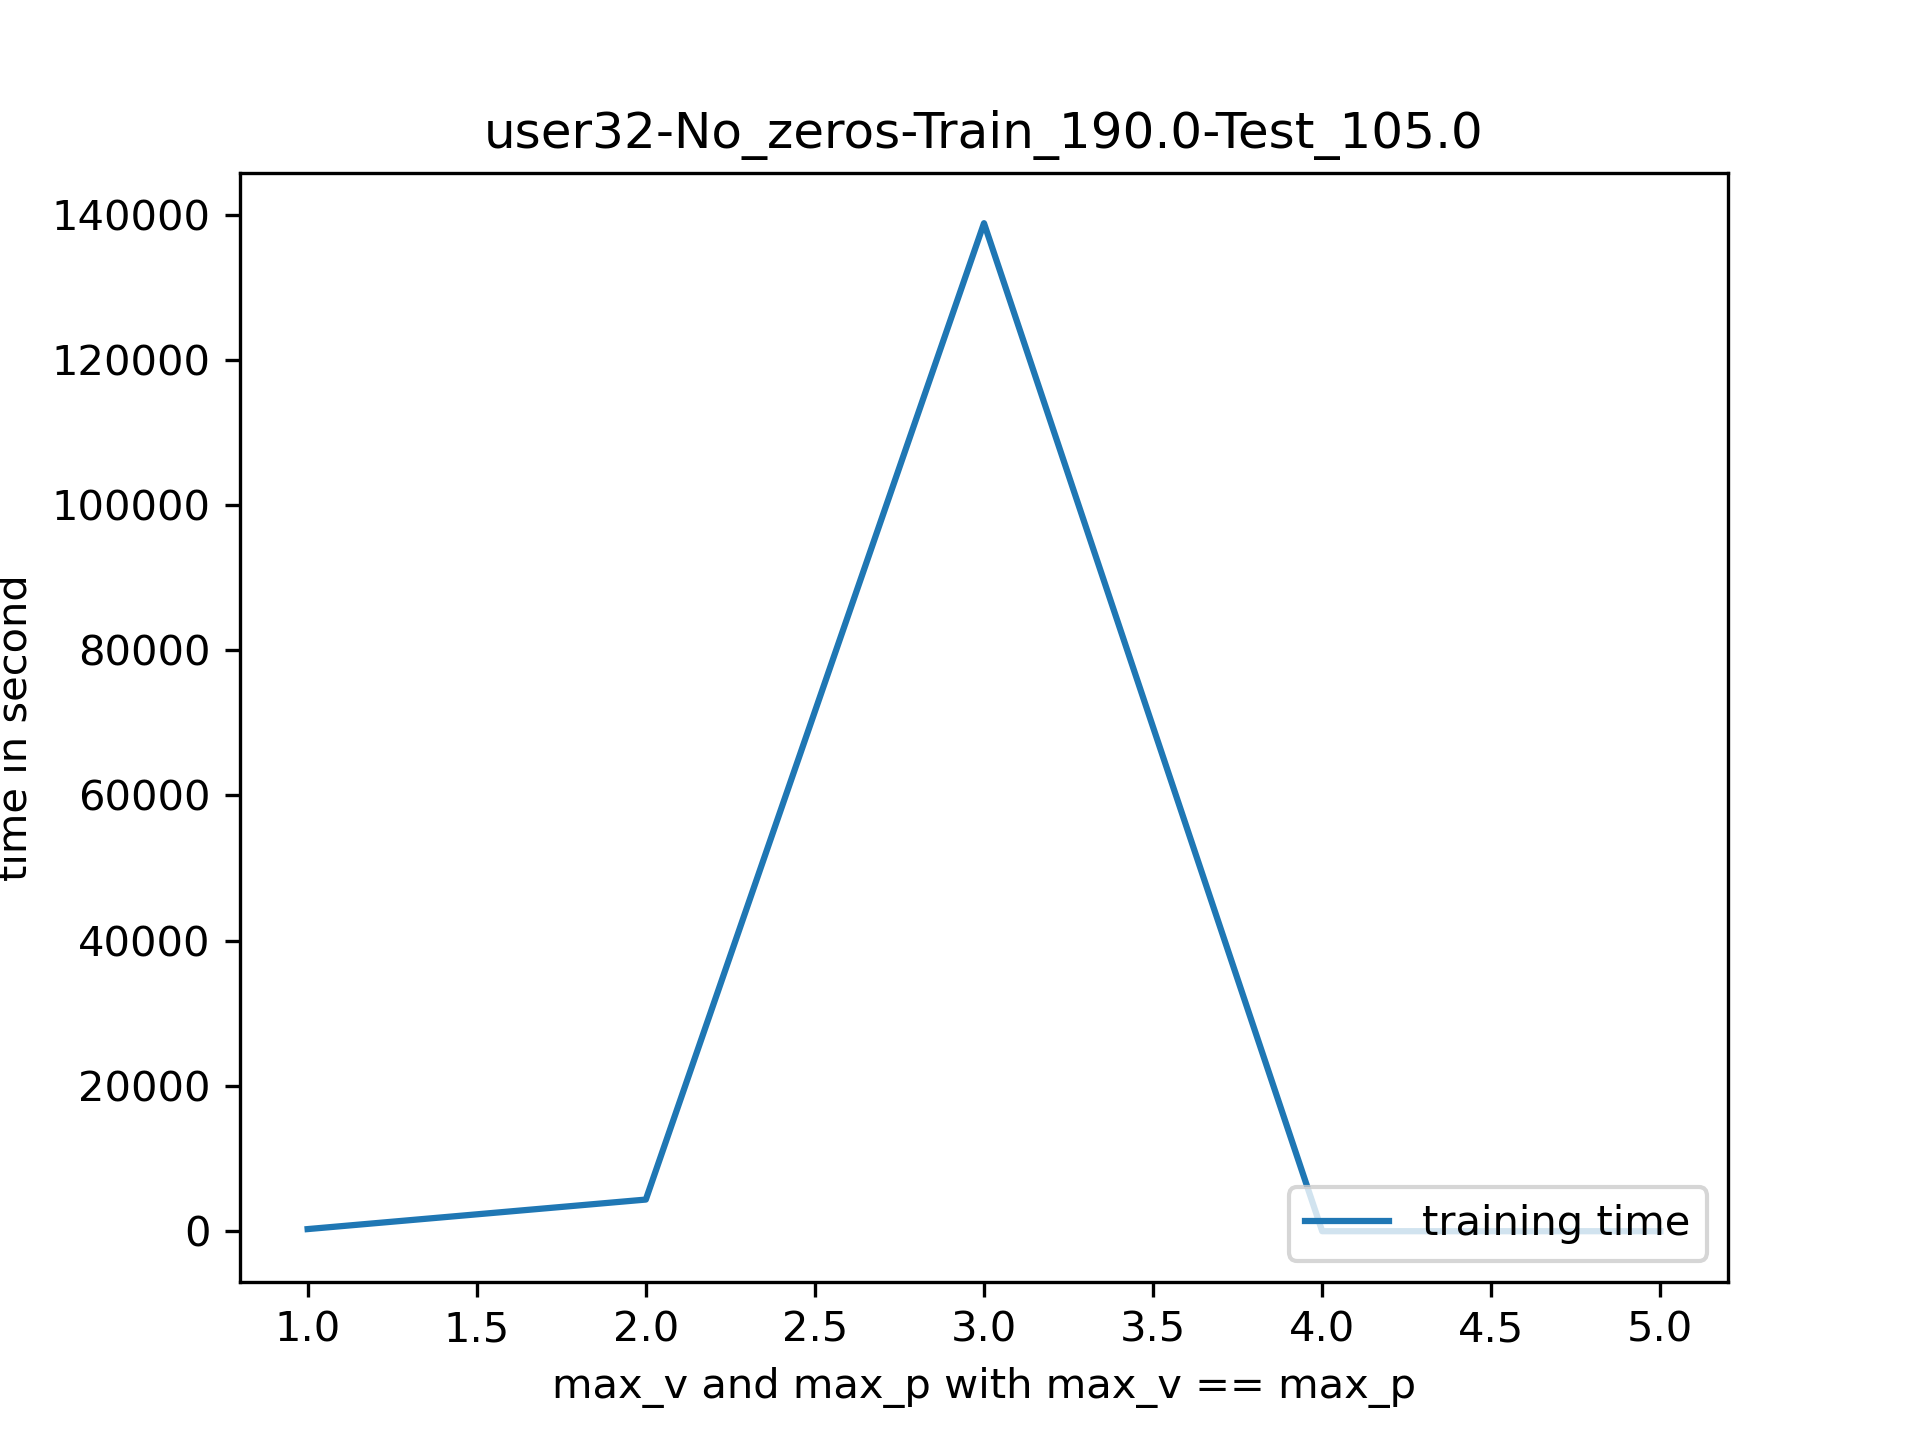 user32-No_zeros-Train_190.0-Test_105.0
140000
120000
100000
80000
60000
40000
20000
0
time in second
training time
1.0 1.5 2.0 2.5 3.0 3.5 4.0 4.5 5.0
max_v and max_p with max_v == max_p